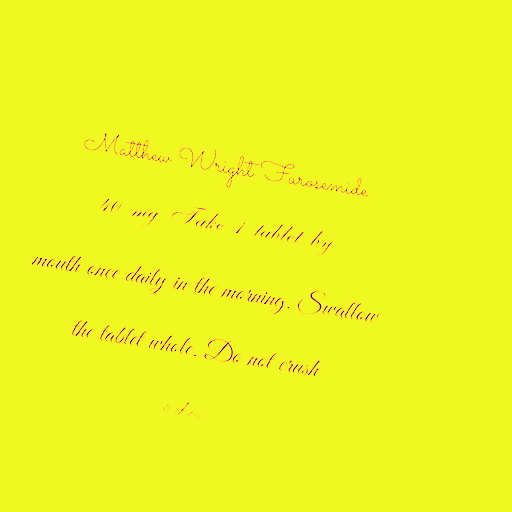 Matthew Wright Furosemide
40 mg Take 1 tablet by
mouth once daily in the morning. Swallow
the tablet whole. Do not crush